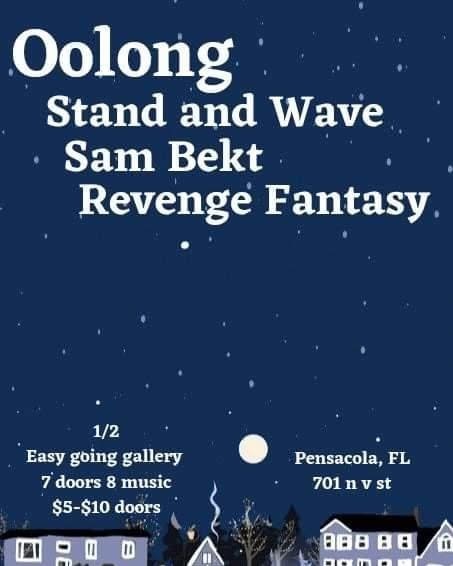 Oolong
Stand and Wave
Sam Bekt
Revenge Fantasy
1/2
Easy going gallery
7 doors 8 music
$5-$10 doors
Pensacola, FL
701 n v st